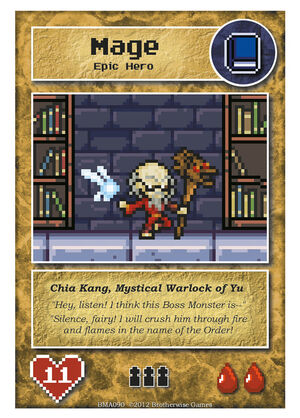 Mage
Epic Hero
Chia Kang, Mystical Warlock of Yu
"Hey, listen! I think this Boss Monster is--"
"Silence, fairy! I will crush him through fire
and flames in the name of the Order!
11
BMA090 ©2012 Brotherwise Games